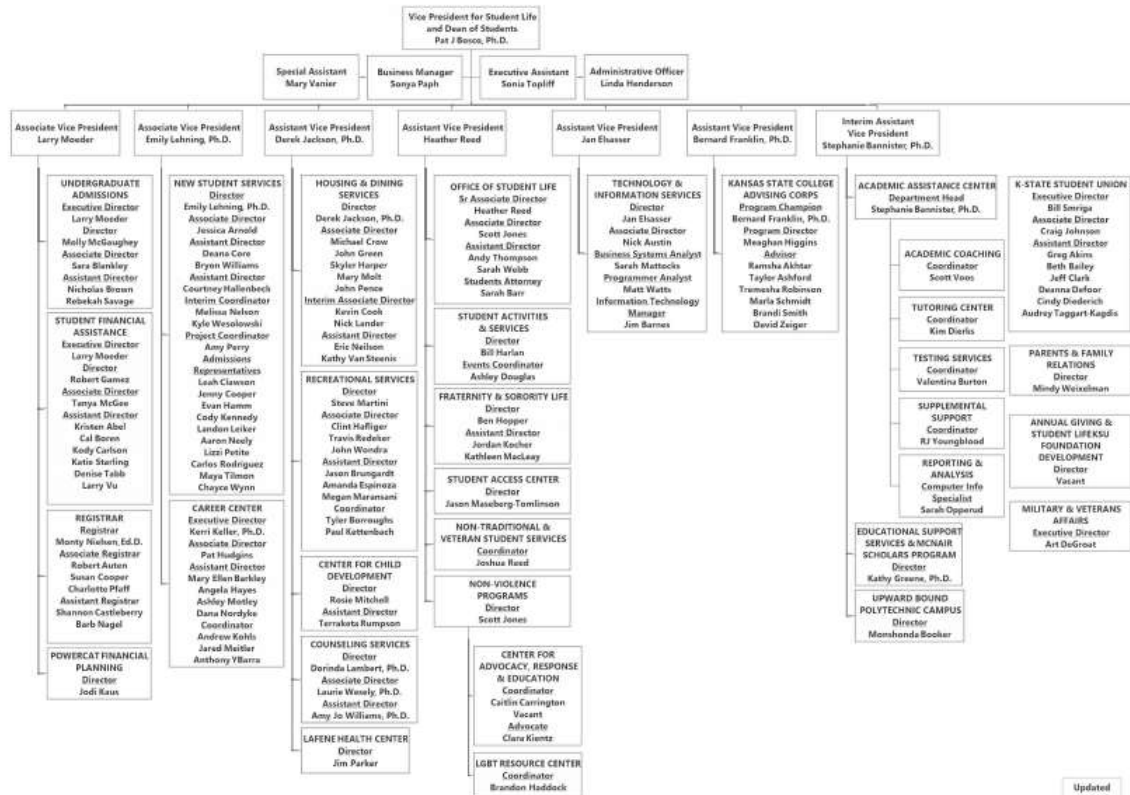 Vice President for Student Life
and Dean of Students
Pat J Bosco, Ph.D.
Special Assistant
Mary Vanier
Business Manager
Sonya Paph
Executive Assistant
Sonia Topliff
Administrative Officer
Linda Henderson
Associate Vice President
Larry Moeder
Associate Vice President
Emily Lehning, Ph.D.
Assistant Vice President
Derek Jackson, Ph.D.
Assistant Vice President
Heather Reed
Assistant Vice President
Jan Elsasser
Assistant Vice President
Bernard Franklin, Ph.D.
Interim Assistant
Vice President
Stephanie Bannister, Ph.D.
UNDERGRADUATE
ADMISSIONS
Executive Director
Larry Moeder
Director
Molly McGaughey
Associate Director
Sara Blankley
Assistant Director
Nicholas Brown
Rebekah Savage
STUDENT FINANCIAL
ASSISTANCE
Executive Director
Larry Moeder
Director
Robert Gamez
Associate Director
Tanya McGee
Assistant Director
Kristen Abel
Cal Boren
Kody Carlson
Katie Starling
Denise Tabb
Larry Vu
REGISTRAR
Registrar
Monty Nielsen, Ed.D.
Associate Registrar
Robert Auten
Susan Cooper
Charlotte Pfaff
Assistant Registrar
Shannon Castleberry
Barb Nagel
POWERCAT FINANCIAL
PLANNING
Director
Jodi Kaus
NEW STUDENT SERVICES
Director
Emily Lehning, Ph.D.
Associate Director
Jessica Arnold
Assistant Director
Deana Core
Bryon Williams
Assistant Director
Courtney Hallenbeck
Interim Coordinator
Melissa Nelson
Kyle Wesolowski
Project Coordinator
Amy Perry
Admissions
Representatives
Leah Clawson
Jenny Cooper
Evan Hamm
Cody Kennedy
Landon Leiker
Aaron Neely
Lizzi Petite
Carlos Rodriguez
Maya Tilmon
Chayce Wynn
CAREER CENTER
Executive Director
Kerri Keller, Ph.D.
Associate Director
Pat Hudgins
Assistant Director
Mary Ellen Barkley
Angela Hayes
Ashley Motley
Dana Nordyke
Coordinator
Andrew Kohls
Jared Meitler
Anthony YBarra
HOUSING & DINING
SERVICES
Director
Derek Jackson, Ph.D.
Associate Director
Michael Crow
John Green
Skyler Harper
Mary Molt
John Pence
Interim Associate Director
Kevin Cook
Nick Lander
Assistant Director
Eric Neilson
Kathy Van Steenis
RECREATIONAL SERVICES
Director
Steve Martini
Associate Director
Clint Hafliger
Travis Redeker
John Wondra
Assistant Director
Jason Brungardt
Amanda Espinoza
Megan Maransani
Coordinator
Tyler Borroughs
Paul Kettenbach
CENTER FOR CHILD
DEVELOPMENT
Director
Rosie Mitchell
Assistant Director
Terraketa Rumpson
COUNSELING SERVICES
Director
Dorinda Lambert, Ph.D.
Associate Director
Laurie Wesely, Ph.D.
Assistant Director
Amy Jo Williams, Ph.D.
LAFENE HEALTH CENTER
Director
Jim Parker
OFFICE OF STUDENT LIFE
Sr Associate Director
Heather Reed
Associate Director
Scott Jones
Assistant Director
Andy Thompson
Sarah Webb
Students Attorney
Sarah Barr
STUDENT ACTIVITIES
& SERVICES
Director
Bill Harlan
Events Coordinator
Ashley Douglas
FRATERNITY & SORORITY LIFE
Director
Ben Hopper
Assistant Director
Jordan Kocher
Kathleen MacLeay
STUDENT ACCESS CENTER
Director
Jason Maseberg-Tomlinson
NON-TRADITIONAL &
VETERAN STUDENT SERVICES
Coordinator
Joshua Reed
NON-VIOLENCE
PROGRAMS
Director
Scott Jones
CENTER FOR
ADVOCACY, RESPONSE
& EDUCATION
Coordinator
Caitlin Carrington
Vacant
Advocate
Clara Kientz
LGBT RESOURCE CENTER
Coordinator
Brandon Haddock
TECHNOLOGY &
INFORMATION SERVICES
Director
Jan Elsasser
Associate Director
Nick Austin
Business Systems Analyst
Sarah Mattocks
Programmer Analyst
Matt Watts
Information Technology
Manager
Jim Barnes
KANSAS STATE COLLEGE
ADVISING CORPS
Program Champion
Bernard Franklin, Ph.D.
Program Director
Meaghan Higgins
Advisor
Ramsha Akhtar
Taylor Ashford
Tremesha Robinson
Marla Schmidt
Brandi Smith
David Zeiger
ACADEMIC ASSISTANCE CENTER
Department Head
Stephanie Bannister, Ph.D.
ACADEMIC COACHING
Coordinator
Scott Voos
TUTORING CENTER
Coordinator
Kim Dierks
TESTING SERVICES
Coordinator
Valentina Burton
SUPPLEMENTAL
SUPPORT
Coordinator
RJ Youngblood
REPORTING &
ANALYSIS
Computer Info
Specialist
Sarah Opperud
EDUCATIONAL SUPPORT
SERVICES & MCNAIR
SCHOLARS PROGRAM
Director
Kathy Greene, Ph.D.
UPWARD BOUND
POLYTECHNIC CAMPUS
Director
Monshonda Booker
K-STATE STUDENT UNION
Executive Director
Bill Smriga
Associate Director
Craig Johnson
Assistant Director
Greg Akins
Beth Bailey
Jeff Clark
Deanna Defoor
Cindy Diederich
Audrey Taggart-Kagdis
PARENTS & FAMILY
RELATIONS
Director
Mindy Weixelman
ANNUAL GIVING &
STUDENT LIFEKSU
FOUNDATION
DEVELOPMENT
Director
Vacant
MILITARY & VETERANS
AFFAIRS
Executive Director
Art DeGroat
Updated